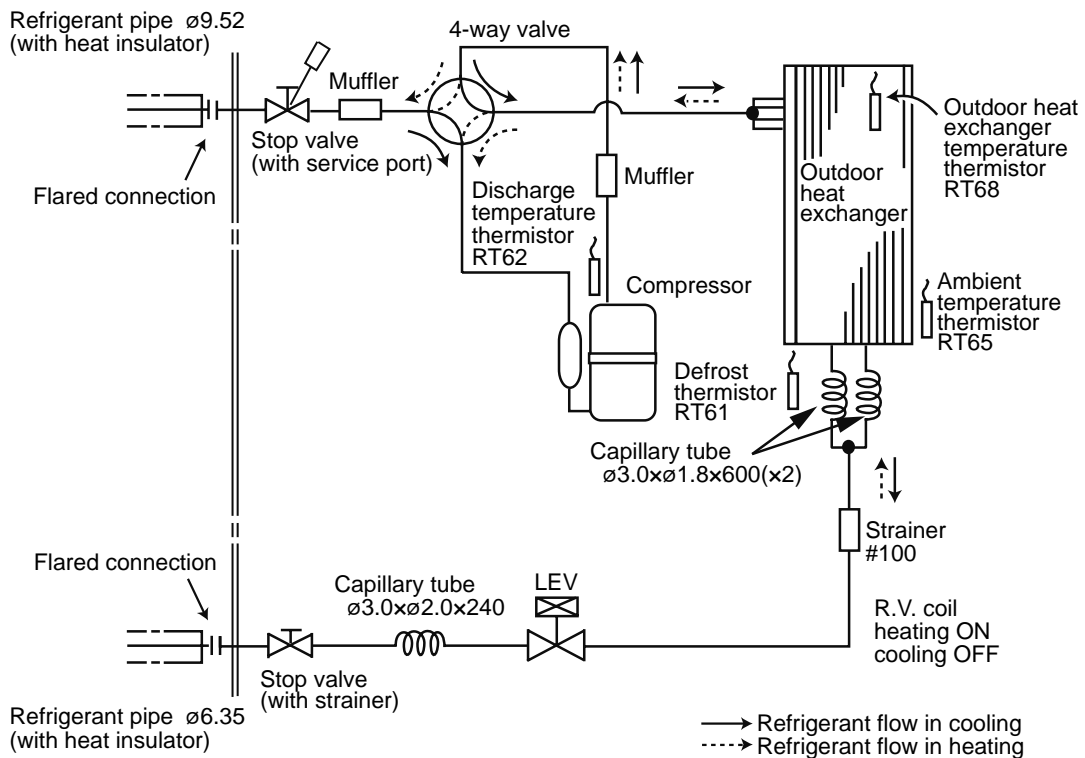 Refrigerant pipe ø9.52
(with heat insulator)
4-way valve
Muffler
Stop valve
(with service port)
Flared connection
Discharge
temperature
thermistor
RT62
Muffler
Compressor
Outdoor
heat
exchanger
Outdoor heat
exchanger
temperature
thermistor
RT68
Ambient
temperature
thermistor
RT65
Defrost
thermistor
RT61
Capillary tube
ø3.0×ø1.8×600(×2)
Strainer
#100
Flared connection
Capillary tube
ø3.0×ø2.0×240
LEV
R.V. coil
heating ON
cooling OFF
Stop valve
(with strainer)
Refrigerant pipe ø6.35
(with heat insulator)
Refrigerant flow in cooling
Refrigerant flow in heating